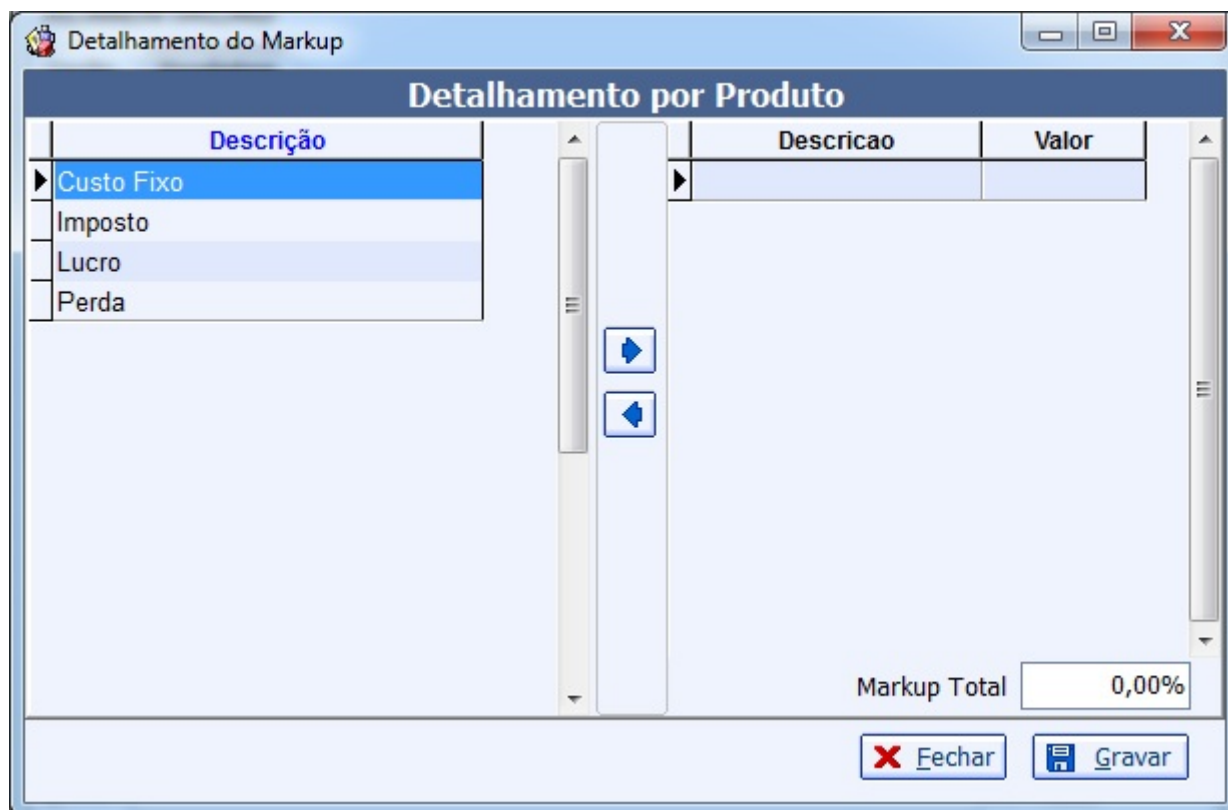 Detalhamento do Markup
Detalhamento por Produto
Descrição
Custo Fixo
Imposto
Lucro
Perda
Descricao Valor
Markup Total 0,00%
Fechar Gravar